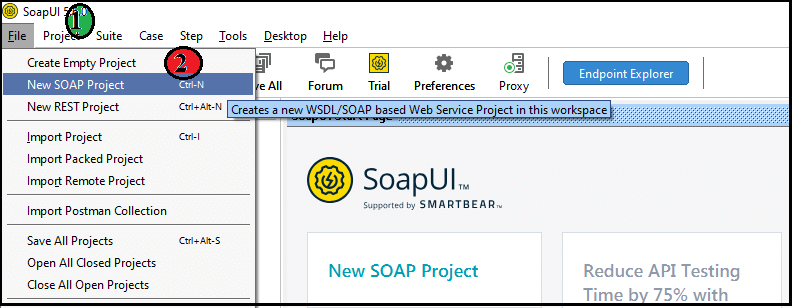 SoapUI 5.
1
File Project Suite Case Step Tools Desktop Help
Create Empty Project
2
New SOAP Project Ctrl-N
New REST Project Ctrl+Alt-N
Import Project Ctrl-I
Import Packed Project
Import Remote Project
Import Postman Collection
Save All Projects Ctrl+Alt-S
Open All Closed Projects
Close All Open Projects
All Forum Trial Preferences Proxy
Endpoint Explorer
Creates a new WSDL/SOAP based Web Service Project in this workspace
Start Page
SoapUI™
Supported by SMARTBEAR™
New SOAP Project
Reduce API Testing
Time by 75% with